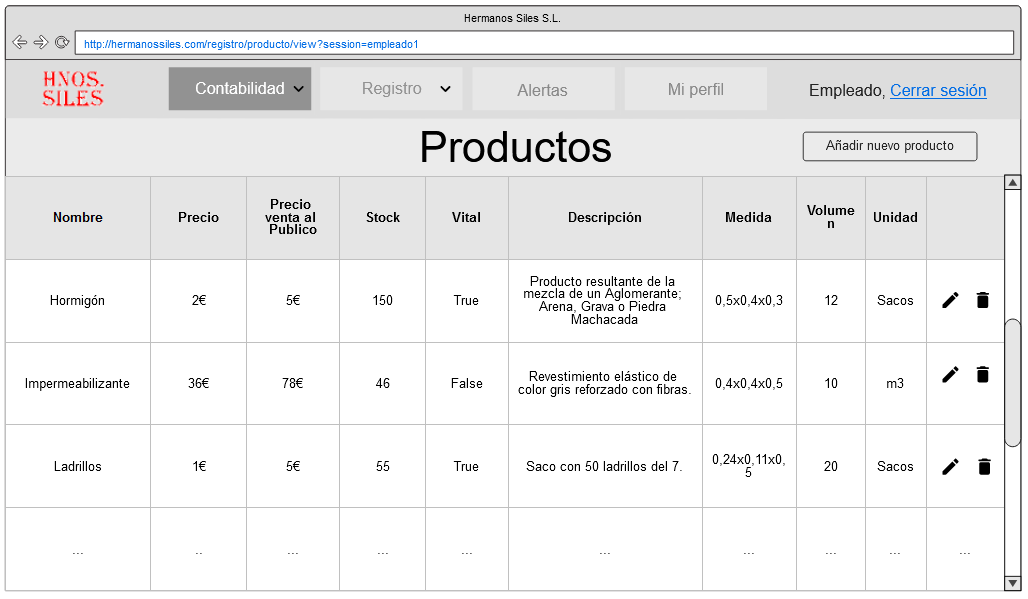 Hermanos Siles S.L.
http://hermanossiles.com/registro/producto/view?session=empleado1
HNOS.
SILES
Contabilidad
Registro
Alertas
Mi perfil
Empleado, Cerrar sesión
Productos
Añadir nuevo producto
Nombre
Precio
Precio
venta al
Publico
Stock
Vital
Descripción
Medida
Volume
n
Unidad
Hormigón
2€
5€
150
True
Producto resultante de la
mezcla de un Aglomerante;
Arena, Grava o Piedra
Machacada
0,5x0,4x0,3
12
Sacos
Impermeabilizante
36€
78€
46
False
Revestimiento elástico de
color gris reforzado con fibras.
0,4x0,4x0,5
10
m3
Ladrillos
1€
5€
55
True
Saco con 50 ladrillos del 7.
0,24x0,11x0,
5
20
Sacos
...
..
...
...
...
...
...
...
...
...